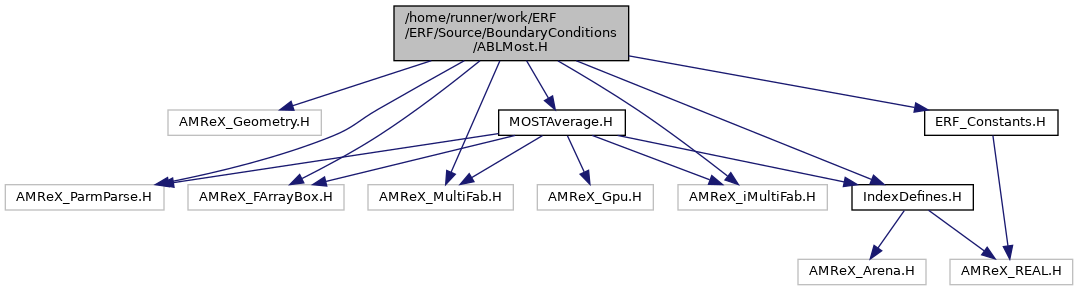 /home/runner/work/ERF
/ERF/Source/BoundaryConditions
/ABLMost.H
AMReX_Geometry.H
MOSTAverage.H
ERF_Constants.H
AMReX_ParmParse.H
AMReX_FArrayBox.H
AMReX_MultiFab.H
AMReX_Gpu.H
AMReX_iMultiFab.H
IndexDefines.H
AMReX_Arena.H
AMReX_REAL.H